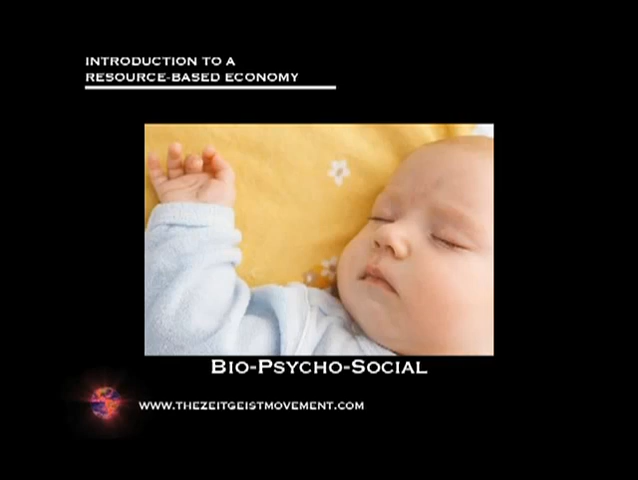 INTRODUCTION TO A
RESOURCE-BASED ECONOMY
BIO-PSYCHO-SOCIAL
WWW.THEZEITGEISTMOVEMENT.COM